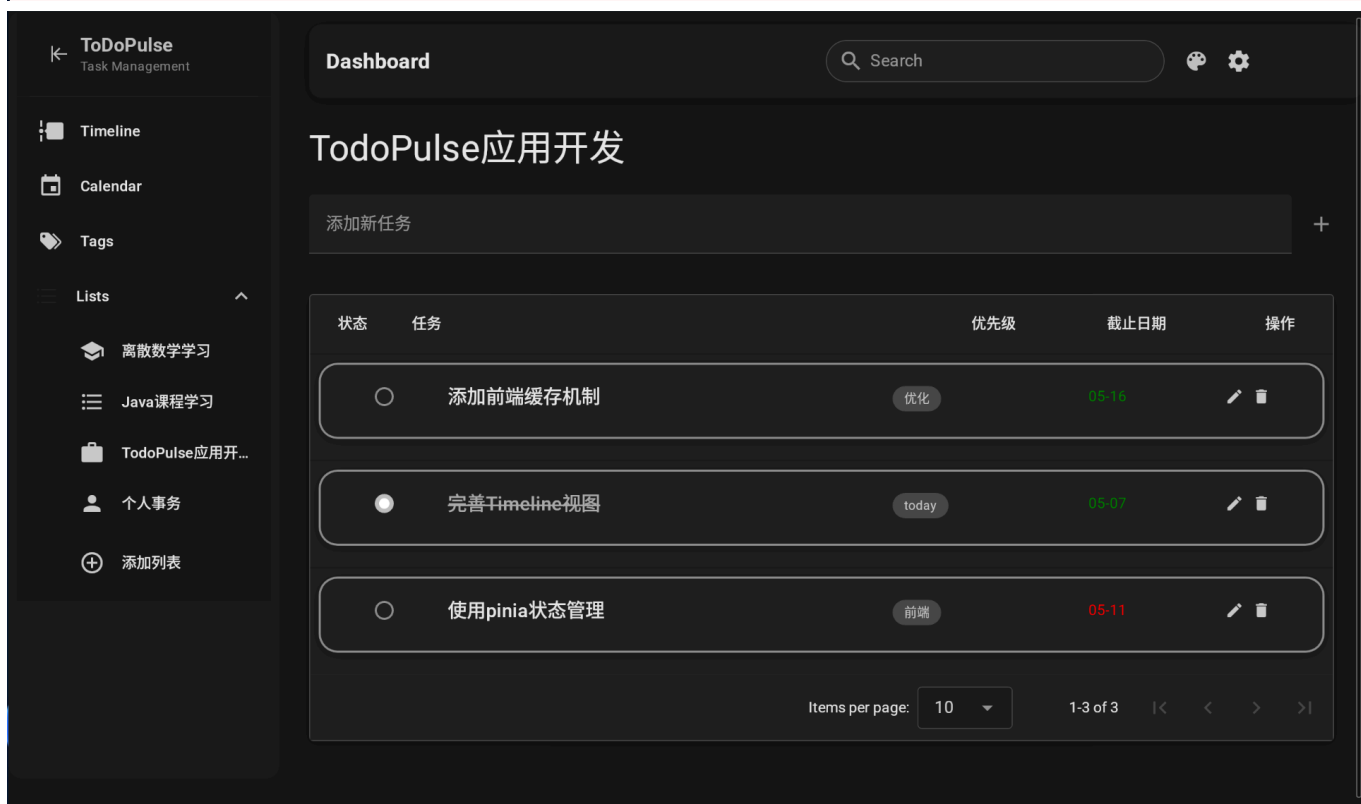 ToDoPulse
Task Management
Timeline
Calendar
Tags
Lists
离散数学学习
Java课程学习
TodoPulse应用开...
个人事务
添加列表
Dashboard
Search
TodoPulse应用开发
添加新任务
状态 任务 优先级 截止日期 操作
添加前端缓存机制 优化 05-16
完善Timeline视图 today 05-07
使用pinia状态管理 前端 05-11
Items per page: 10 1-3 of 3